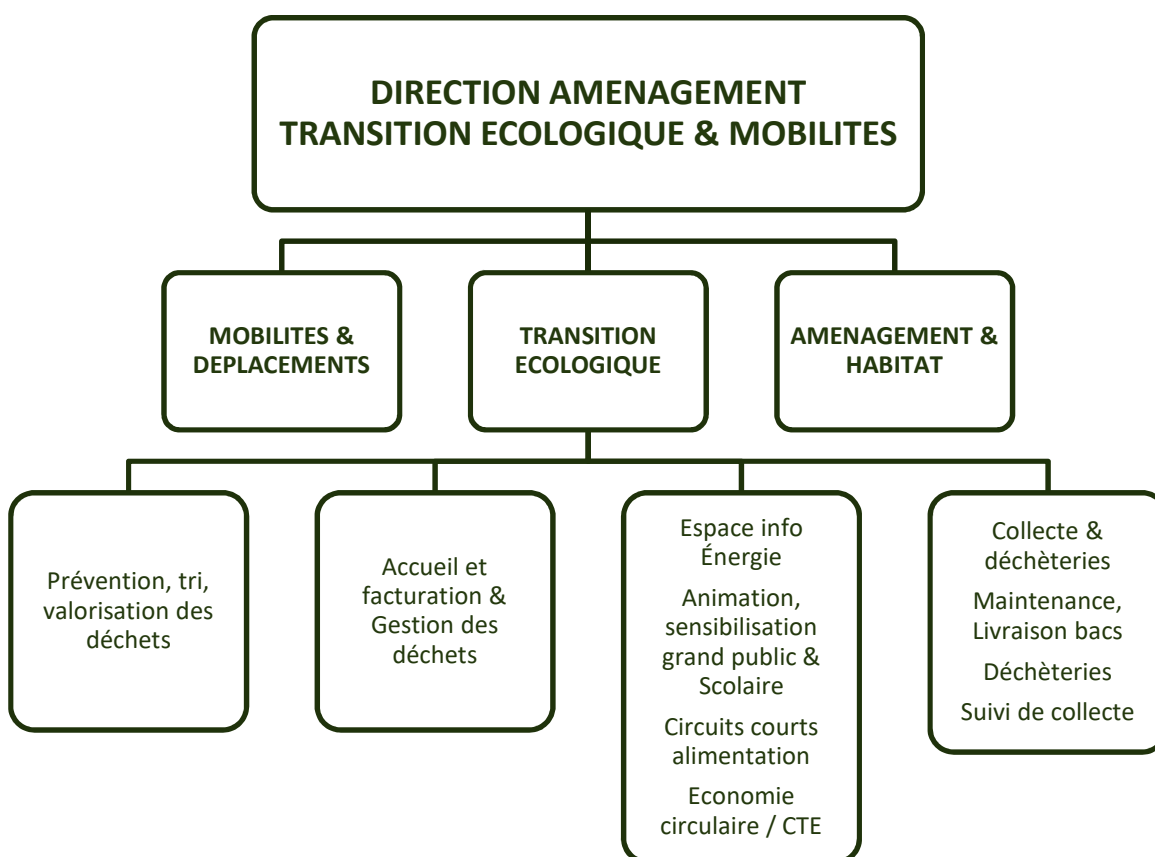 DIRECTION AMENAGEMENT
TRANSITION ECOLOGIQUE & MOBILITES
MOBILITES &
DEPLACEMENTS
TRANSITION
ECOLOGIQUE
AMENAGEMENT &
HABITAT
Prévention, tri,
valorisation des
déchets
Accueil et
facturation &
Gestion des
déchets
Espace info
Énergie
Animation,
sensibilisation
grand public &
Scolaire
Circuits courts
alimentation
Economie
circulaire / CTE
Collecte &
déchèteries
Maintenance,
Livraison bacs
Déchèteries
Suivi de collecte